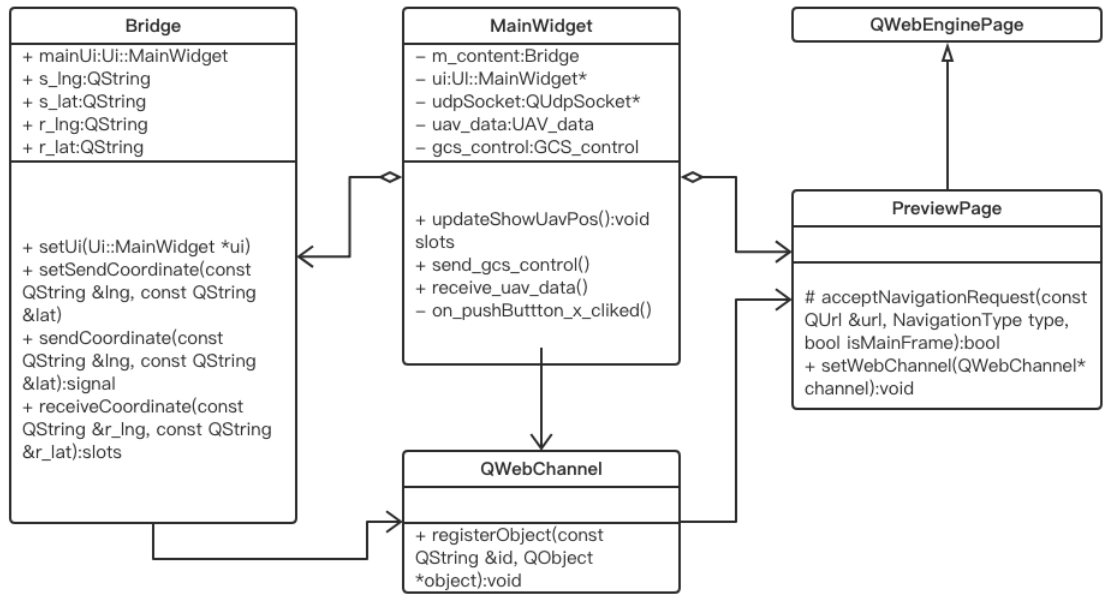 Bridge
+ mainUi:Ui::MainWidget
+ s_lng:QString
+ s_lat:QString
+ r_lng:QString
+ r_lat:QString
+ setUi(Ui::MainWidget *ui)
+ setSendCoordinate(const
QString &lng, const QString
&lat)
+ sendCoordinate(const
QString &lng, const QString
&lat):signal
+ receiveCoordinate(const
QString &r_lng, const QString
&r_lat):slots
MainWidget
– m_content:Bridge
– ui:UI::MainWidget*
– udpSocket:QUdpSocket*
– uav_data:UAV_data
– gcs_control:GCS_control
+ updateShowUavPos():void
slots
+ send_gcs_control()
+ receive_uav_data()
– on_pushButtton_x_cliked()
QWebEnginePage
PreviewPage
# acceptNavigationRequest(const
QUrl &url, NavigationType type,
bool isMainFrame):bool
+ setWebChannel(QWebChannel*
channel):void
QWebChannel
+ registerObject(const
QString &id, QObject
*object):void